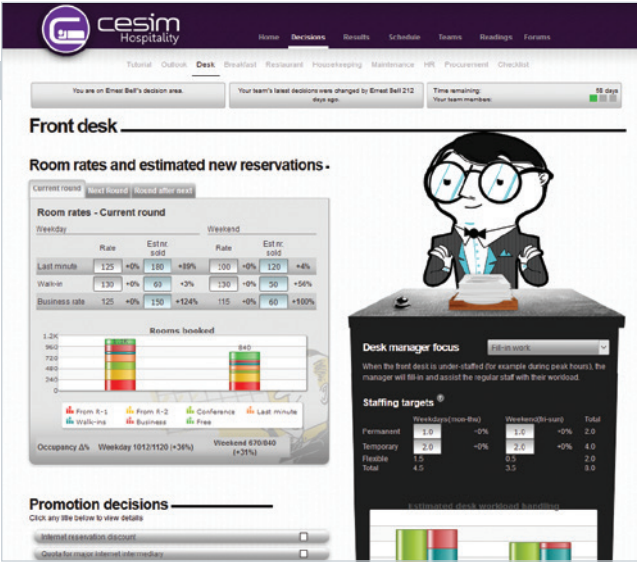 cesim
Hospitality
Home Decisions Results Schedule Teams Readings Forums
Tutorial Outlook Desk Breakfast Restaurant Housekeeping Maintenance HR Procurement Checklist
You are on Ernest Bell's decision area.
Your team's latest decisions were changed by Ernest Bell 212
days ago.
Time remaining: 58 days
Your team members:
Front desk
Room rates and estimated new reservations
Current round Next Round Round after next
Room rates - Current round
Weekday Weekend
Rate Est nr. sold Rate Est nr. sold
Last minute 125 +0% 180 +89% 100 +0% 120 +4%
Walk-in 130 +0% 60 +3% 130 +0% 50 +56%
Business rate 125 +0% 150 +124% 115 +0% 60 +100%
Rooms booked
1.2K
960
720
480
240
0
840
From R-1 From R-2 Conference Last minute
Walk-ins Business Free
Occupancy Δ% Weekday 1012/1120 (+36%) Weekend 670/840
(+31%)
Desk manager focus Fill-in work
When the front desk is under-staffed (for example during peak hours), the
manager will fill-in and assist the regular staff with their workload.
Staffing targets
Weekdays(mon-thu) Weekend(fri-sun) Total
Permanent 1.0 +0% 1.0 +0% 2.0
Temporary 2.0 +0% 2.0 +0% 4.0
Flexible 1.5 0.5 2.0
Total 4.5 3.5 8.0
Estimated desk workload handling
Promotion decisions
Click any title below to view details
Internet reservation discount
Quota for major internet intermediary